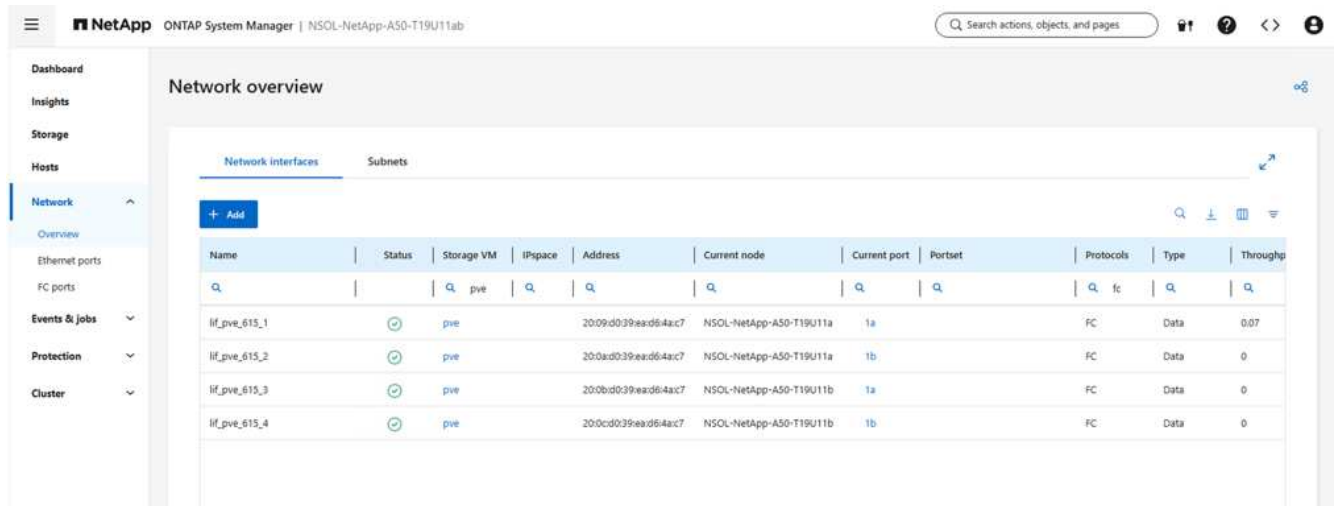 NetApp ONTAP System Manager | NSOL-NetApp-A50-T19U11ab
Search actions, objects, and pages
Dashboard
Insights
Storage
Hosts
Network
Overview
Ethernet ports
FC ports
Events & jobs
Protection
Cluster
Network overview
Network interfaces Subnets
+ Add
Name Status Storage VM IPspace Address Current node Current port Portset Protocols Type Throughp
pve fc
lif_pve_615_1 pve 20:09:d0:39:ea:d6:4a:c7 NSOL-NetApp-A50-T19U11a 1a FC Data 0.07
lif_pve_615_2 pve 20:0a:d0:39:ea:d6:4a:c7 NSOL-NetApp-A50-T19U11a 1b FC Data 0
lif_pve_615_3 pve 20:0b:d0:39:ea:d6:4a:c7 NSOL-NetApp-A50-T19U11b 1a FC Data 0
lif_pve_615_4 pve 20:0c:d0:39:ea:d6:4a:c7 NSOL-NetApp-A50-T19U11b 1b FC Data 0